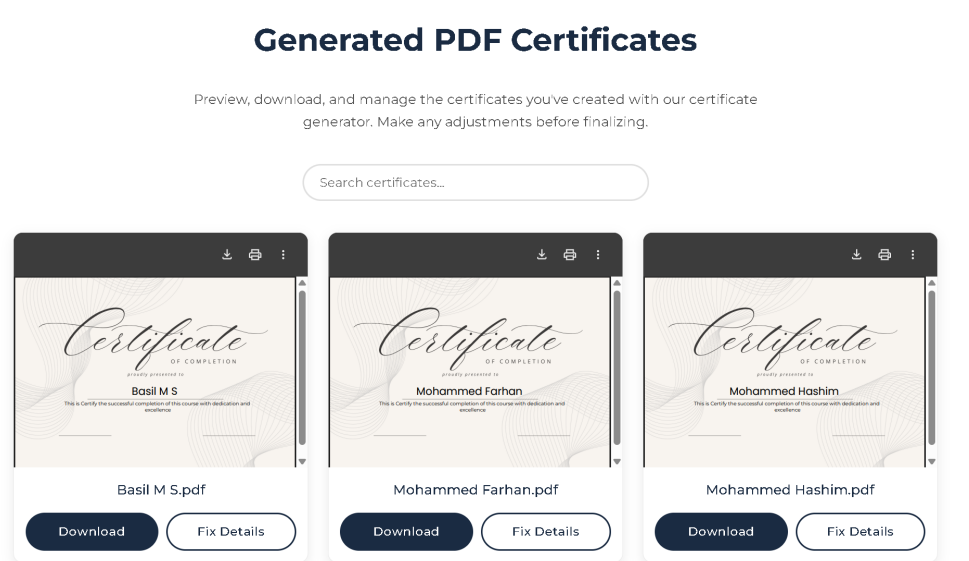 Generated PDF Certificates
Preview, download, and manage the certificates you've created with our certificate
generator. Make any adjustments before finalizing.
Search certificates...
Certificate
OF COMPLETION
proudly presented to
Basil M S
This is Certify the successful completion of this course with dedication and
excellence
Basil M S.pdf
Download
Fix Details
Certificate
OF COMPLETION
proudly presented to
Mohammed Farhan
This is Certify the successful completion of this course with dedication and
excellence
Mohammed Farhan.pdf
Download
Fix Details
Certificate
OF COMPLETION
proudly presented to
Mohammed Hashim
This is Certify the successful completion of this course with dedication and
excellence
Mohammed Hashim.pdf
Download
Fix Details